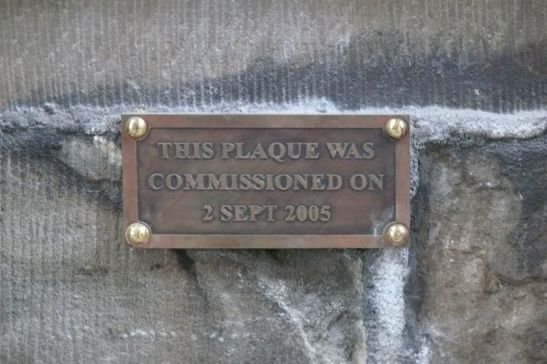 THIS PLAQUE WAS
COMMISSIONED ON
2 SEPT 2005